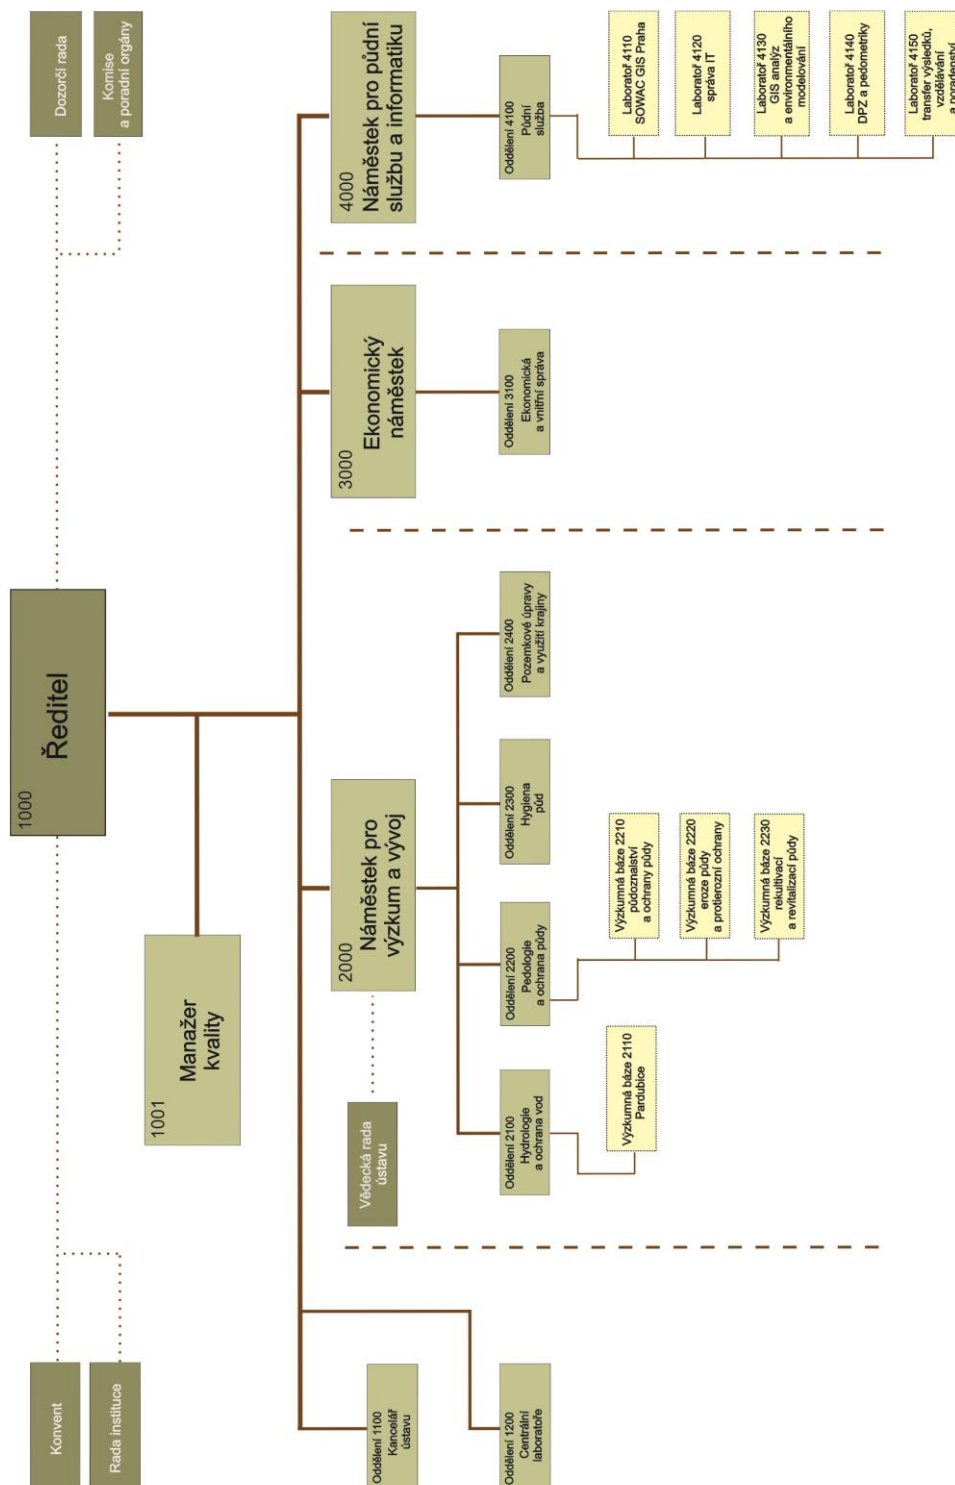 Konvent
Rada instituce
1000
Ředitel
Dozorčí rada
Komise
a poradní orgány
1001
Manažer
kvality
Oddělení 1100
Kancelář
ústavu
Oddělení 1200
Centrální
laboratoře
Vědecká rada
ústavu
2000
Náměstek pro
výzkum a vývoj
3000
Ekonomický
náměstek
4000
Náměstek pro půdní
službu a informatiku
Oddělení 2100
Hydrologie
a ochrana vod
Oddělení 2200
Pedologie
a ochrana půdy
Oddělení 2300
Hygiena
půd
Oddělení 2400
Pozemkové úpravy
a využití krajiny
Oddělení 3100
Ekonomická
a vnitřní správa
Oddělení 4100
Půdní
služba
Výzkumná báze 2110
Pardubice
Výzkumná báze 2210
půdoznalství
a ochrany půdy
Výzkumná báze 2220
eroze půdy
a protierozní ochrany
Výzkumná báze 2230
rekultivací
a revitalizací půdy
Laboratoř 4110
SOWAC GIS Praha
Laboratoř 4120
správa IT
Laboratoř 4130
GIS analýz
a environmentálního
modelování
Laboratoř 4140
DPZ a pedometriky
Laboratoř 4150
transfer výsledků,
vzdělávání
a poradenství